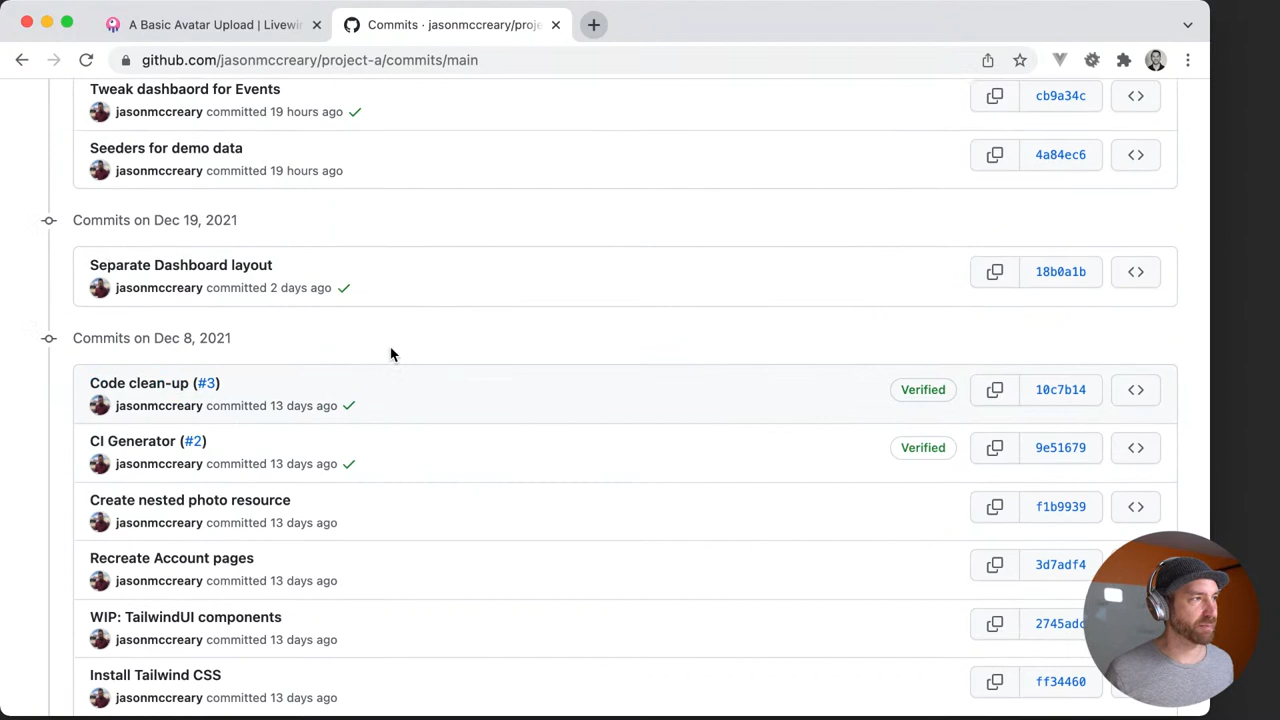 A Basic Avatar Upload | Livewir
Commits · jasonmccreary/proje
github.com/jasonmccreary/project-a/commits/main
Tweak dashbaord for Events
cb9a34c
jasonmccreary committed 19 hours ago
Seeders for demo data
4a84ec6
jasonmccreary committed 19 hours ago
Commits on Dec 19, 2021
Separate Dashboard layout
18b0a1b
jasonmccreary committed 2 days ago
Commits on Dec 8, 2021
Code clean-up (#3)
Verified
10c7b14
jasonmccreary committed 13 days ago
CI Generator (#2)
Verified
9e51679
jasonmccreary committed 13 days ago
Create nested photo resource
f1b9939
jasonmccreary committed 13 days ago
Recreate Account pages
3d7adf4
jasonmccreary committed 13 days ago
WIP: TailwindUI components
2745adc
jasonmccreary committed 13 days ago
Install Tailwind CSS
ff34460
jasonmccreary committed 13 days ago